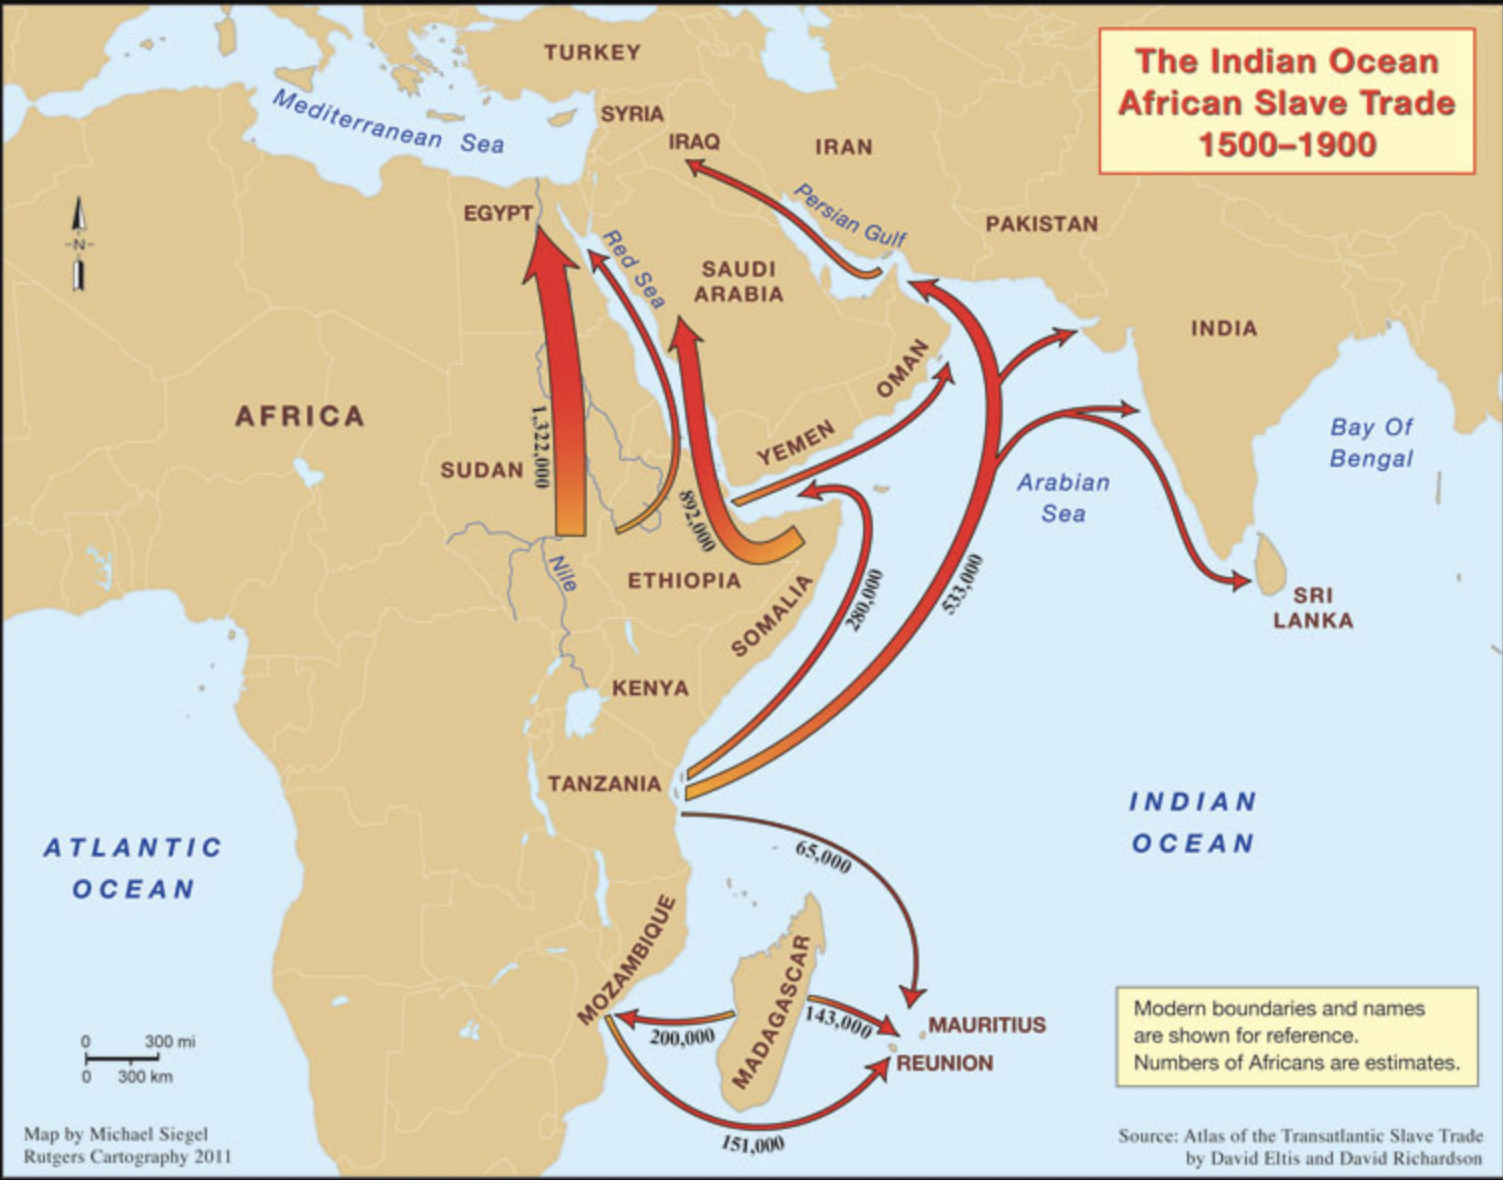 The Indian Ocean
African Slave Trade
1500–1900
TURKEY
Mediterranean Sea
SYRIA
IRAQ
IRAN
Persian Gulf
PAKISTAN
N
EGYPT
Red Sea
SAUDI
ARABIA
INDIA
OMAN
AFRICA
1,322,000
SUDAN
YEMEN
892,000
Arabian
Sea
Bay Of
Bengal
Nile
ETHIOPIA
SOMALIA
280,000
533,000
SRI
LANKA
KENYA
TANZANIA
INDIAN
OCEAN
ATLANTIC
OCEAN
65,000
MOZAMBIQUE
MADAGASCAR
200,000
143,000
MAURITIUS
REUNION
151,000
0 300 mi
0 300 km
Modern boundaries and names
are shown for reference.
Numbers of Africans are estimates.
Map by Michael Siegel
Rutgers Cartography 2011
Source: Atlas of the Transatlantic Slave Trade
by David Eltis and David Richardson